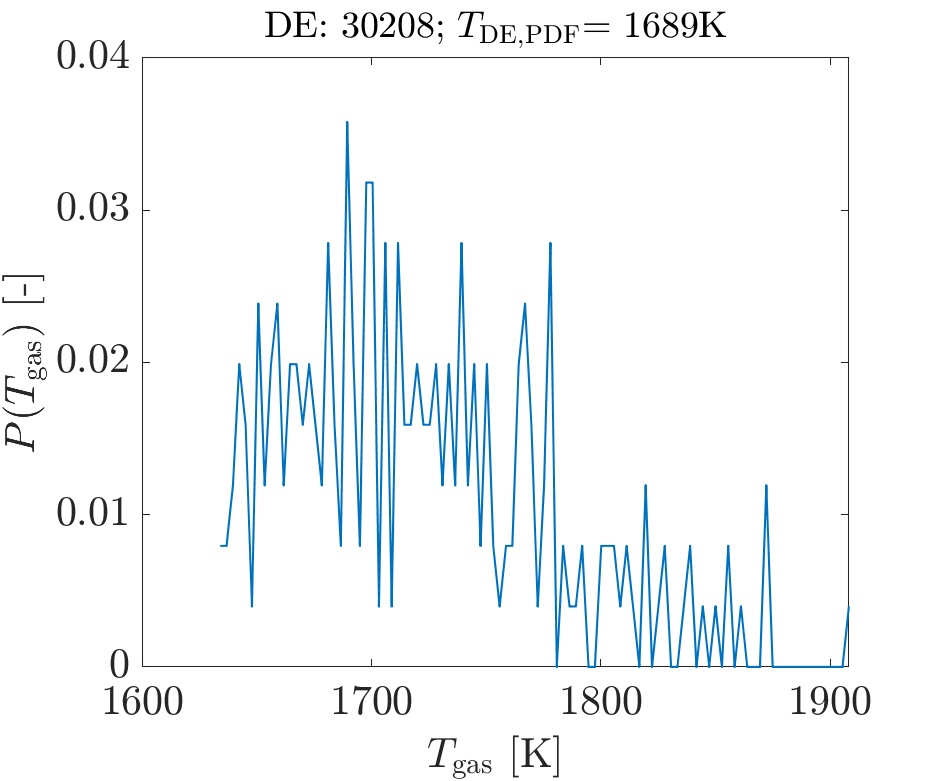 DE: 30208; T_DE,PDF= 1689K
0.04
0.03
0.02
0.01
0
P(T_gas) [-]
1600 1700 1800 1900
T_gas [K]